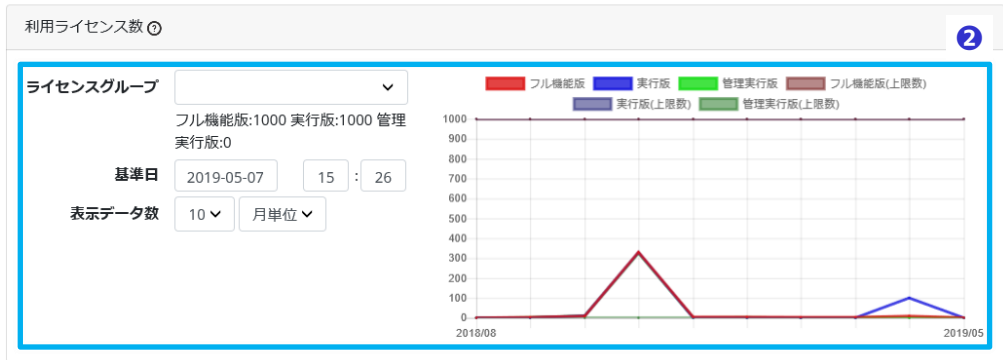 利用ライセンス数 ?
2
ライセンスグループ
フル機能版:1000 実行版:1000 管理
実行版:0
基準日 2019-05-07 15 : 26
表示データ数 10 月単位
フル機能版 実行版 管理実行版 フル機能版(上限数)
実行版(上限数) 管理実行版(上限数)
1000
900
800
700
600
500
400
300
200
100
0
2018/08 2019/05